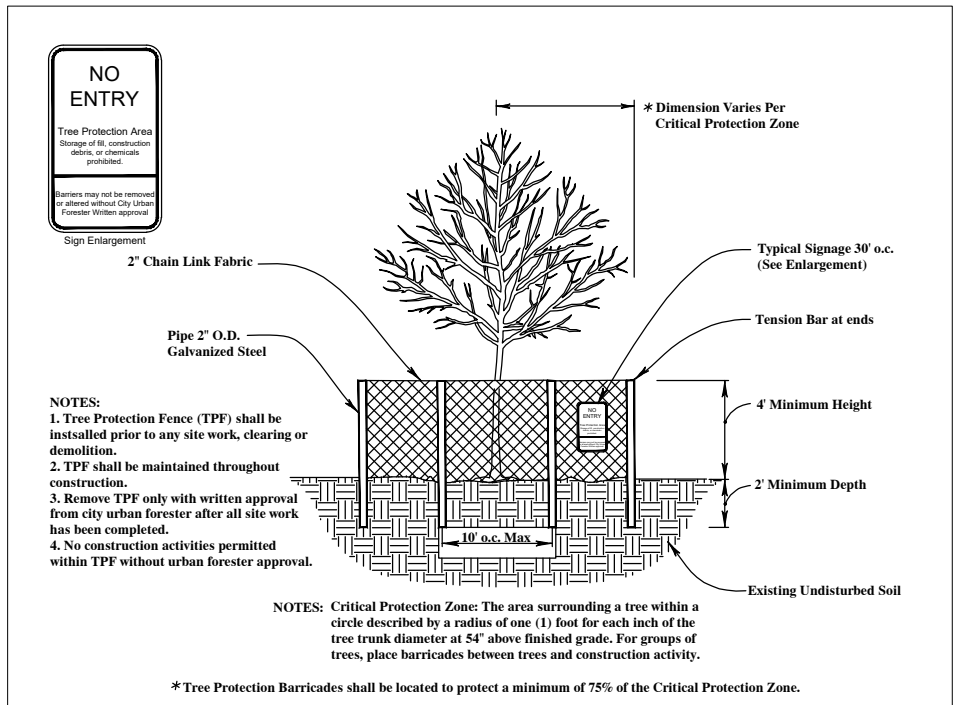 NO
ENTRY
Tree Protection Area
Storage of fill, construction
debris, or chemicals
prohibited.
Barriers may not be removed
or altered without City Urban
Forester Written approval
Sign Enlargement
* Dimension Varies Per
Critical Protection Zone
2" Chain Link Fabric
Typical Signage 30' o.c.
(See Enlargement)
Pipe 2" O.D.
Galvanized Steel
Tension Bar at ends
NO
ENTRY
Tree Protection Area
4' Minimum Height
2' Minimum Depth
10' o.c. Max
Existing Undisturbed Soil
NOTES:
1. Tree Protection Fence (TPF) shall be
instsalled prior to any site work, clearing or
demolition.
2. TPF shall be maintained throughout
construction.
3. Remove TPF only with written approval
from city urban forester after all site work
has been completed.
4. No construction activities permitted
within TPF without urban forester approval.
NOTES: Critical Protection Zone: The area surrounding a tree within a
circle described by a radius of one (1) foot for each inch of the
tree trunk diameter at 54" above finished grade. For groups of
trees, place barricades between trees and construction activity.
* Tree Protection Barricades shall be located to protect a minimum of 75% of the Critical Protection Zone.